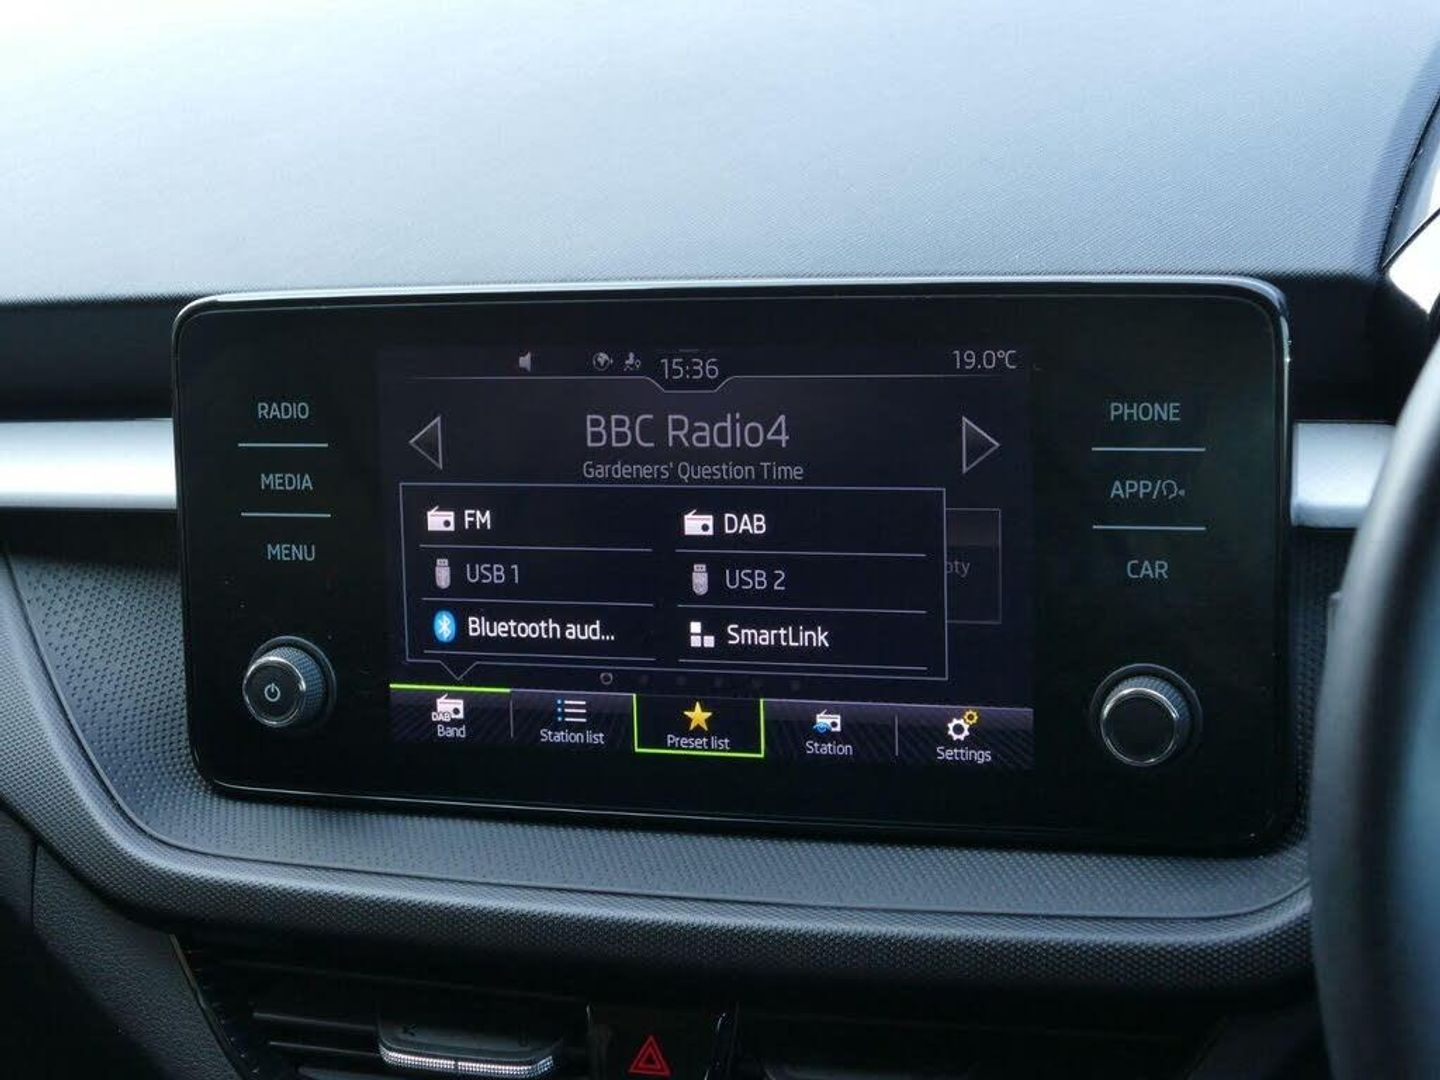 15:36
19.0°C
RADIO
MEDIA
MENU
BBC Radio4
Gardeners' Question Time
FM
DAB
USB 1
USB 2
Bluetooth aud...
SmartLink
DAB
Band
Station list
Preset list
Station
Settings
PHONE
APP/
CAR